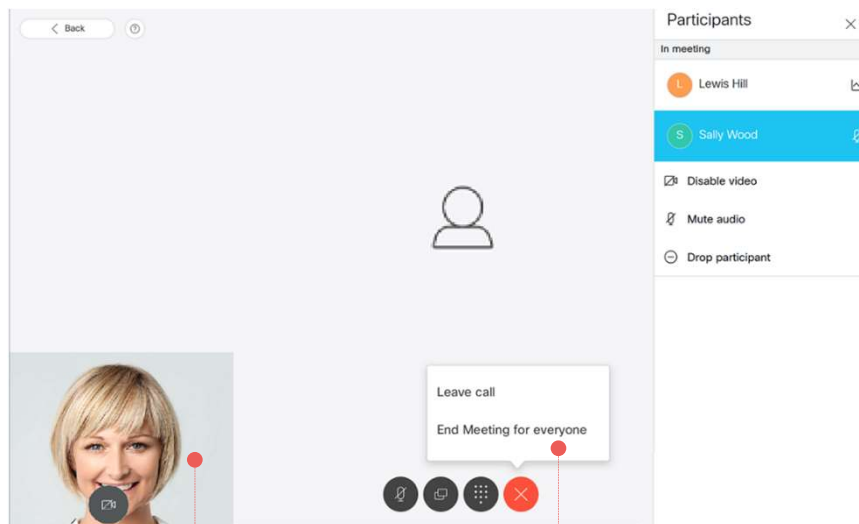 Back
?
Participants
In meeting
L Lewis Hill
S Sally Wood
Disable video
Mute audio
Drop participant
Leave call
End Meeting for everyone